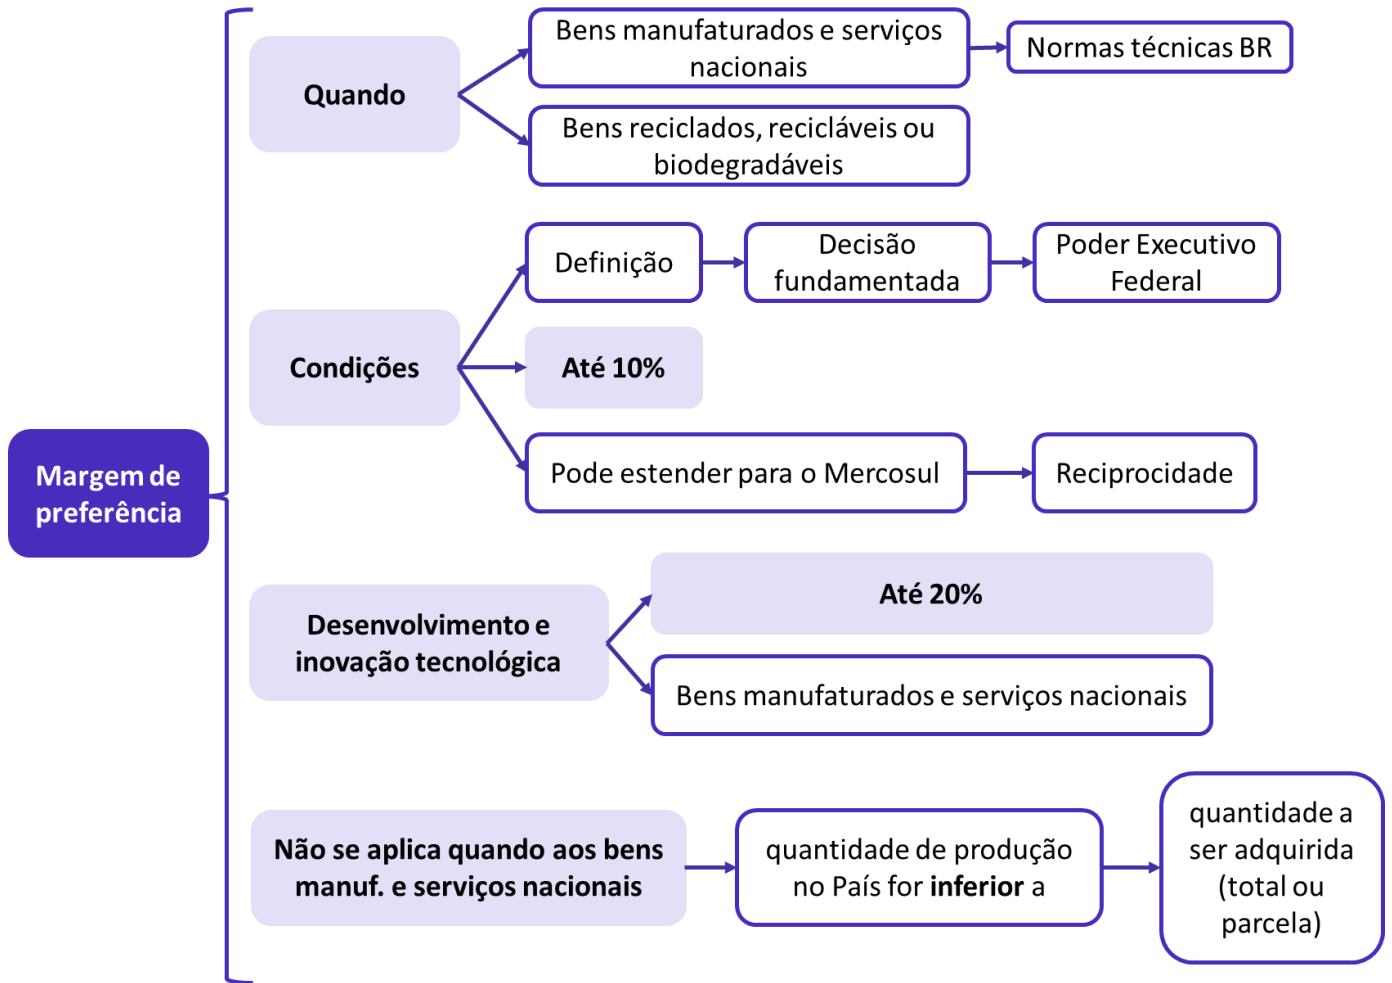 Margem de
preferência
Quando
Bens manufaturados e serviços
nacionais
Normas técnicas BR
Bens reciclados, recicláveis ou
biodegradáveis
Condições
Definição
Decisão
fundamentada
Poder Executivo
Federal
Até 10%
Pode estender para o Mercosul
Reciprocidade
Desenvolvimento e
inovação tecnológica
Até 20%
Bens manufaturados e serviços nacionais
Não se aplica quando aos bens
manuf. e serviços nacionais
quantidade de produção
no País for inferior a
quantidade a
ser adquirida
(total ou
parcela)